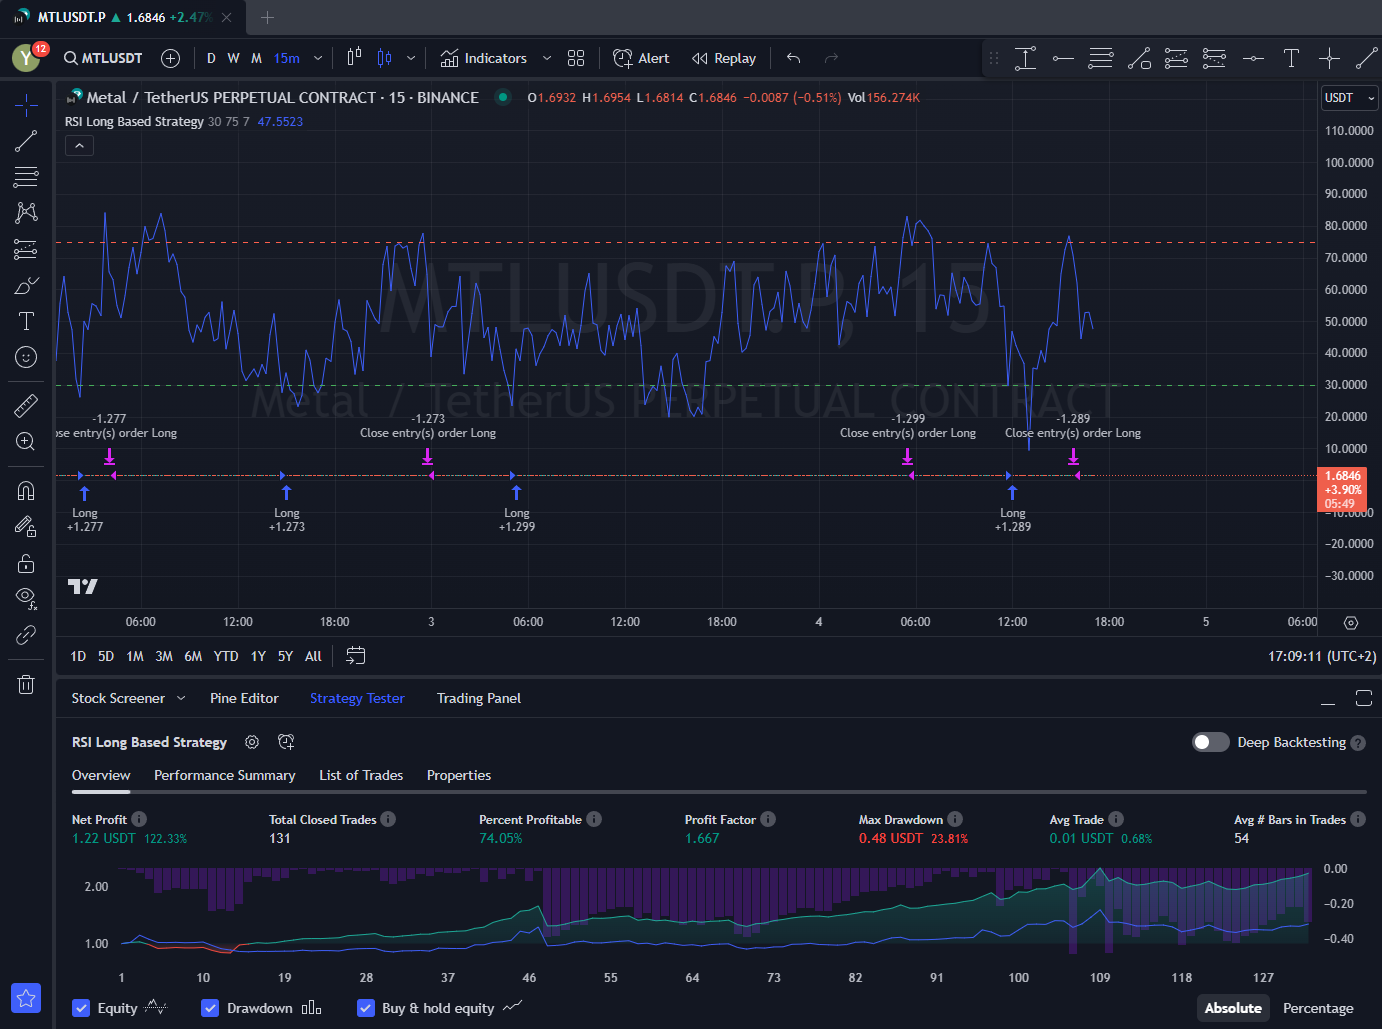 MTLUSDT.P ▲ 1.6846 +2.47%
Y 12 MTLUSDT D W M 15m Indicators Alert Replay
Metal / TetherUS PERPETUAL CONTRACT · 15 · BINANCE O1.6932 H1.6954 L1.6814 C1.6846 −0.0087 (−0.51%) Vol156.274K
USDT
RSI Long Based Strategy 30 75 7 47.5523
110.0000
100.0000
90.0000
80.0000
70.0000
60.0000
50.0000
40.0000
30.0000
20.0000
10.0000
1.6846
+3.90%
05:49
−10.0000
−20.0000
−30.0000
MTLUSDT.P, 15
Metal / TetherUS PERPETUAL CONTRACT
-1.277 -1.273 -1.299 -1.289
ose entry(s) order Long Close entry(s) order Long Close entry(s) order Long Close entry(s) order Long
Long Long Long Long
+1.277 +1.273 +1.299 +1.289
06:00 12:00 18:00 3 06:00 12:00 18:00 4 06:00 12:00 18:00 5 06:00
1D 5D 1M 3M 6M YTD 1Y 5Y All 17:09:11 (UTC+2)
Stock Screener Pine Editor Strategy Tester Trading Panel
RSI Long Based Strategy Deep Backtesting
Overview Performance Summary List of Trades Properties
Net Profit Total Closed Trades Percent Profitable Profit Factor Max Drawdown Avg Trade Avg # Bars in Trades
1.22 USDT 122.33% 131 74.05% 1.667 0.48 USDT 23.81% 0.01 USDT 0.68% 54
2.00
1.00
0.00
−0.20
−0.40
1 10 19 28 37 46 55 64 73 82 91 100 109 118 127
Equity Drawdown Buy & hold equity Absolute Percentage